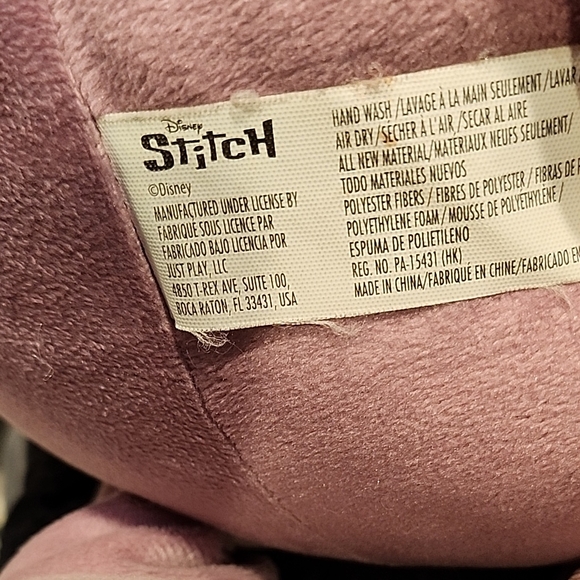 Disney
STITCH
©Disney
MANUFACTURED UNDER LICENSE BY
FABRIQUÉ SOUS LICENCE PAR
FABRICADO BAJO LICENCIA POR
JUST PLAY, LLC
4850 T-REX AVE, SUITE 100,
BOCA RATON, FL 33431, USA
HAND WASH /LAVAGE À LA MAIN SEULEMENT /LAVAR
AIR DRY/SÉCHER À L'AIR /SECAR AL AIRE
ALL NEW MATERIAL/MATERIAUX NEUFS SEULEMENT/
TODO MATERIALES NUEVOS
POLYESTER FIBERS / FIBRES DE POLYESTER / FIBRAS DE
POLYETHYLENE FOAM / MOUSSE DE POLYETHYLENE /
ESPUMA DE POLIETILENO
REG. NO. PA-15431 (HK)
MADE IN CHINA/FABRIQUÉ EN CHINE/FABRICADO EN